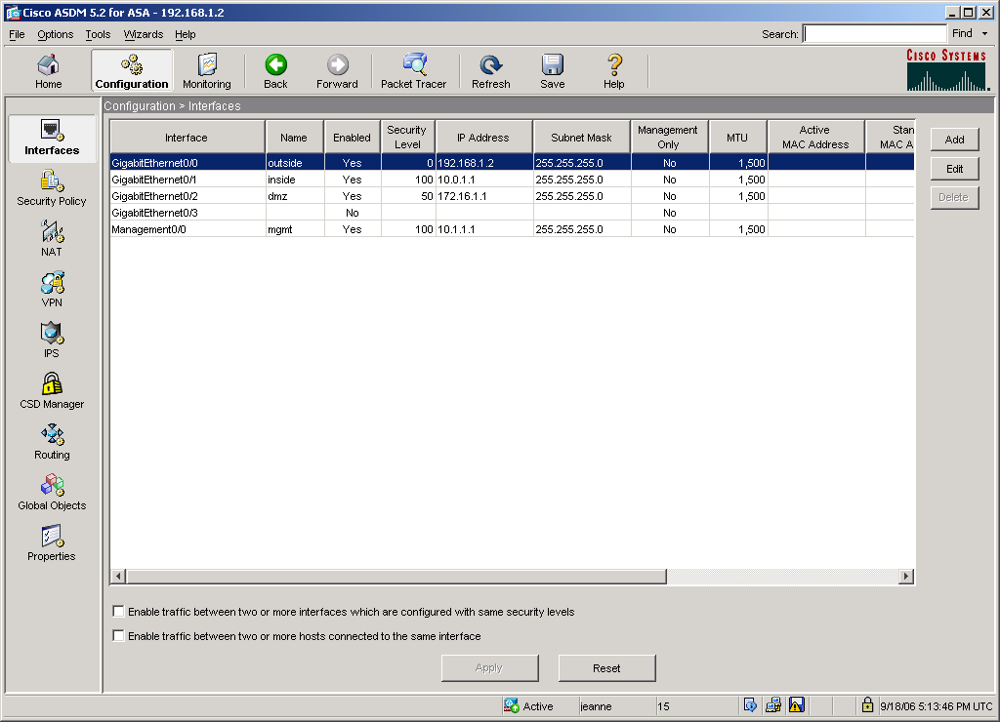 Cisco ASDM 5.2 for ASA - 192.168.1.2
File Options Tools Wizards Help Search: Find
Home Configuration Monitoring Back Forward Packet Tracer Refresh Save Help
CISCO SYSTEMS
Configuration > Interfaces
Interfaces
Security Policy
NAT
VPN
IPS
CSD Manager
Routing
Global Objects
Properties
Interface Name Enabled Security Level IP Address Subnet Mask Management Only MTU Active MAC Address Stan MAC A
GigabitEthernet0/0 outside Yes 0 192.168.1.2 255.255.255.0 No 1,500
GigabitEthernet0/1 inside Yes 100 10.0.1.1 255.255.255.0 No 1,500
GigabitEthernet0/2 dmz Yes 50 172.16.1.1 255.255.255.0 No 1,500
GigabitEthernet0/3 No No
Management0/0 mgmt Yes 100 10.1.1.1 255.255.255.0 No 1,500
Add
Edit
Delete
Enable traffic between two or more interfaces which are configured with same security levels
Enable traffic between two or more hosts connected to the same interface
Apply Reset
Active jeanne 15 9/18/06 5:13:46 PM UTC